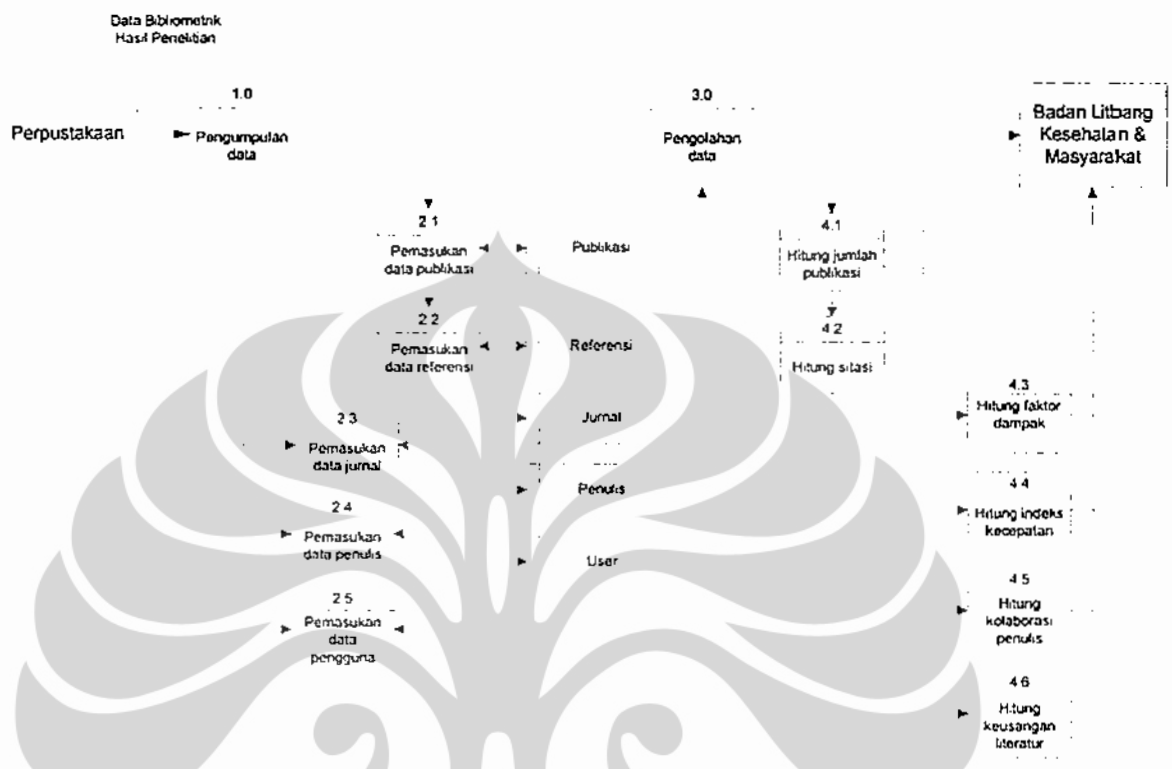 Data Bibliometrik
Hasil Penelitian
Perpustakaan
1.0
Pengumpulan
data
3.0
Pengolahan
data
Badan Litbang
Kesehatan &
Masyarakat
2.1
Pemasukan
data publikasi
Publikasi
4.1
Hitung jumlah
publikasi
2.2
Pemasukan
data referensi
Referensi
4.2
Hitung sitasi
2.3
Pemasukan
data jurnal
Jurnal
4.3
Hitung faktor
dampak
2.4
Pemasukan
data penulis
Penulis
4.4
Hitung indeks
kecepatan
2.5
Pemasukan
data
pengguna
User
4.5
Hitung
kolaborasi
penulis
4.6
Hitung
keusangan
literatur